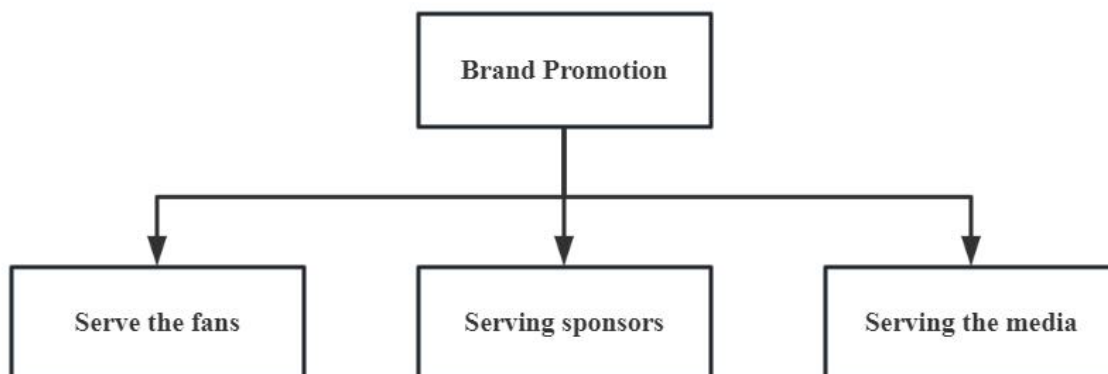 Brand Promotion
Serve the fans
Serving sponsors
Serving the media